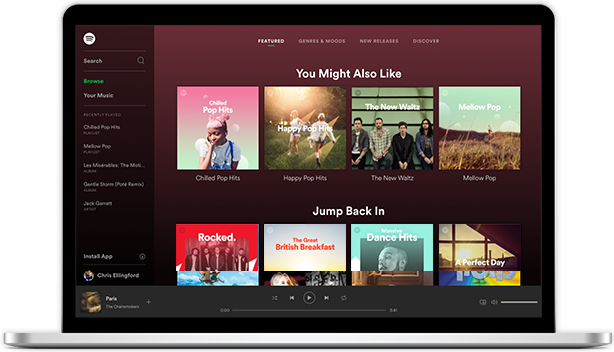 Search
Browse
Your Music
RECENTLY PLAYED
Chilled Pop Hits
PLAYLIST
Mellow Pop
PLAYLIST
Les Misérables: The Moti...
ALBUM
Gentle Storm (Poté Remix)
ALBUM
Jack Garratt
ARTIST
Install App
Chris Ellingford
FEATURED
GENRES & MOODS
NEW RELEASES
DISCOVER
You Might Also Like
Chilled
Pop Hits
Happy Pop Hits
The New Waltz
Mellow Pop
Chilled Pop Hits
Happy Pop Hits
The New Waltz
Mellow Pop
Jump Back In
Rocked.
The Great
British Breakfast
Massive
Dance Hits
A Perfect Day
Paris
The Chainsmokers
0:00
3:41